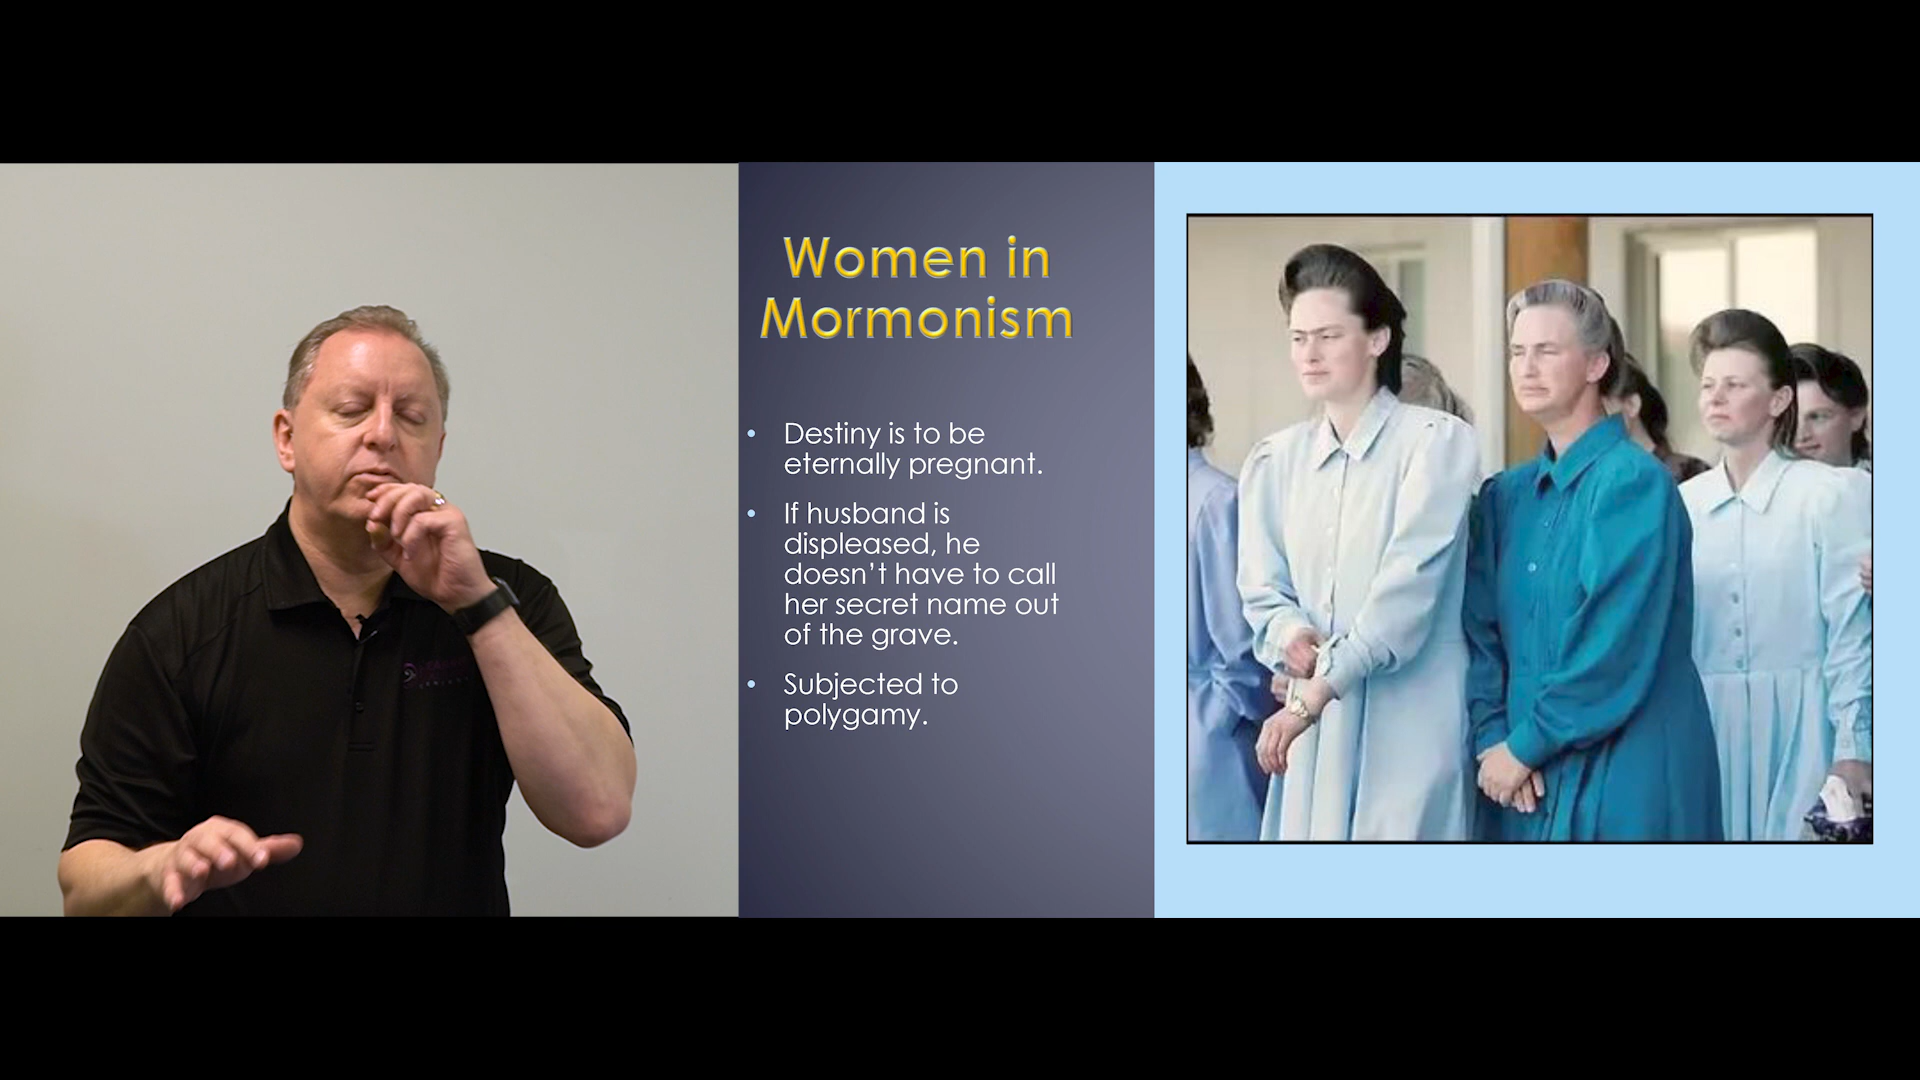 Women in
Mormonism
• Destiny is to be
eternally pregnant.
• If husband is
displeased, he
doesn’t have to call
her secret name out
of the grave.
• Subjected to
polygamy.